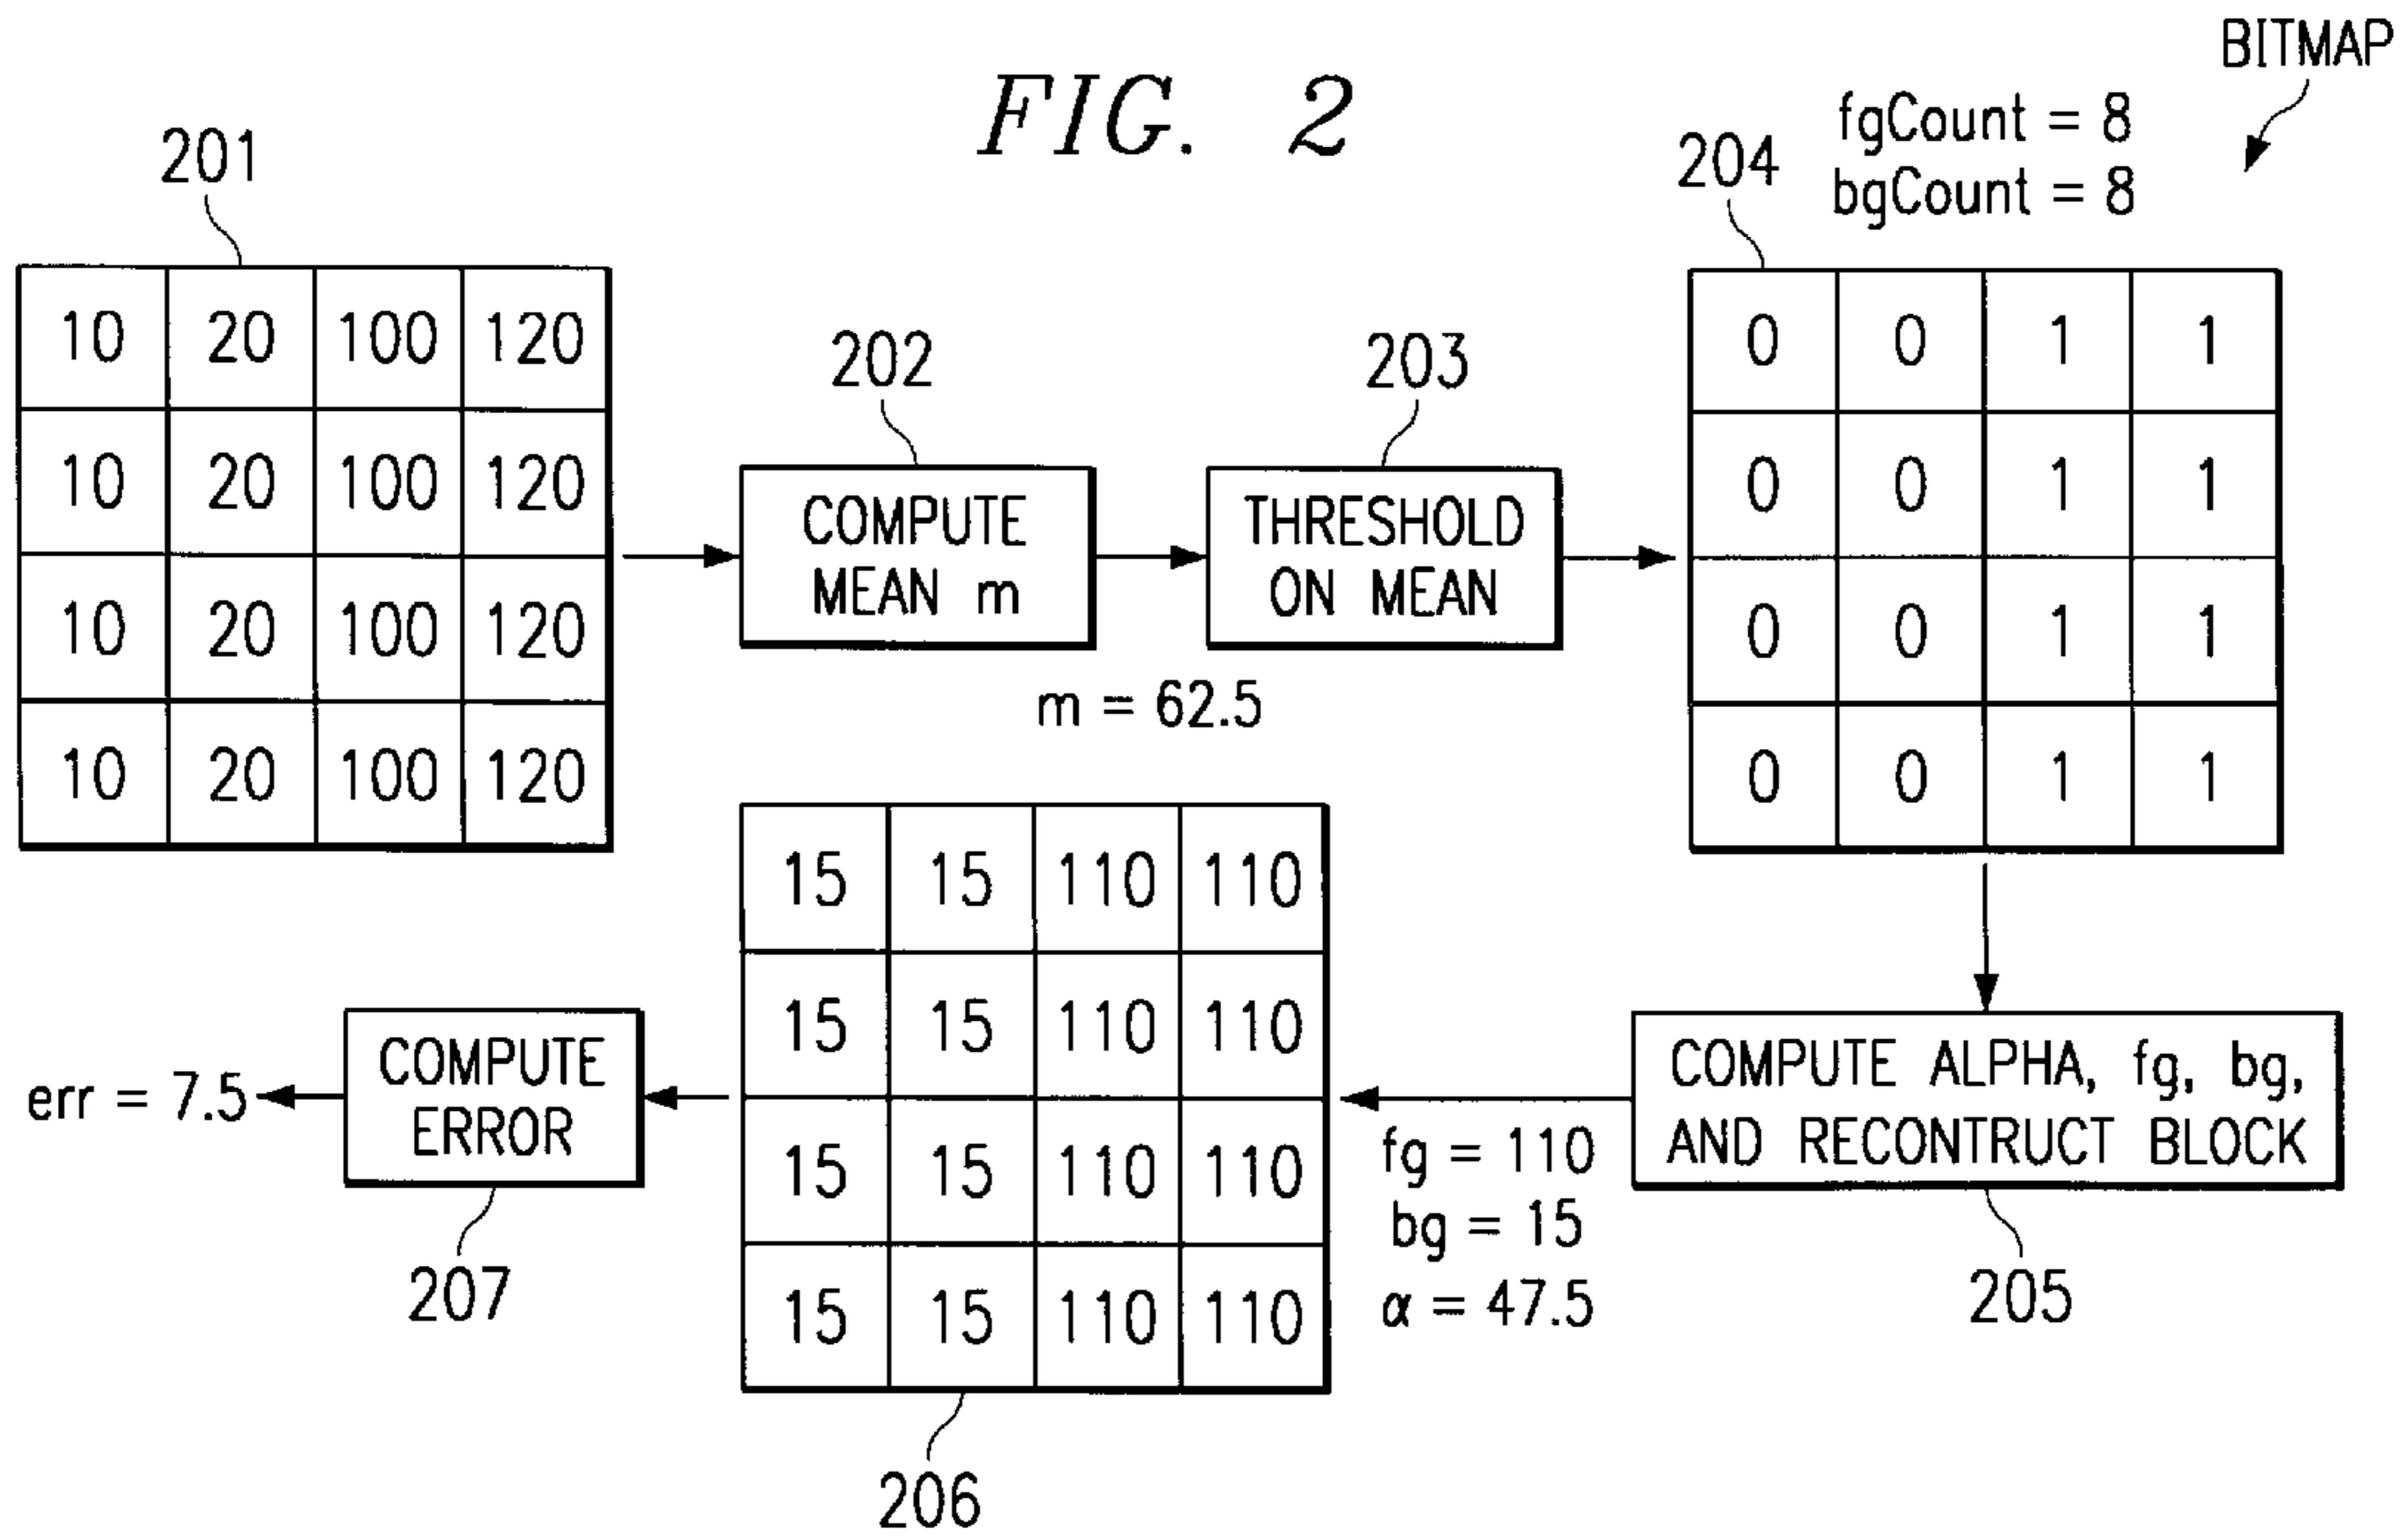 BITMAP
FIG. 2
fgCount = 8
bgCount = 8
201
204
10 20 100 120
10 20 100 120
10 20 100 120
10 20 100 120
202
203
COMPUTE
MEAN m
THRESHOLD
ON MEAN
m = 62.5
0 0 1 1
0 0 1 1
0 0 1 1
0 0 1 1
COMPUTE ALPHA, fg, bg,
AND RECONTRUCT BLOCK
205
fg = 110
bg = 15
α = 47.5
15 15 110 110
15 15 110 110
15 15 110 110
15 15 110 110
206
COMPUTE
ERROR
207
err = 7.5